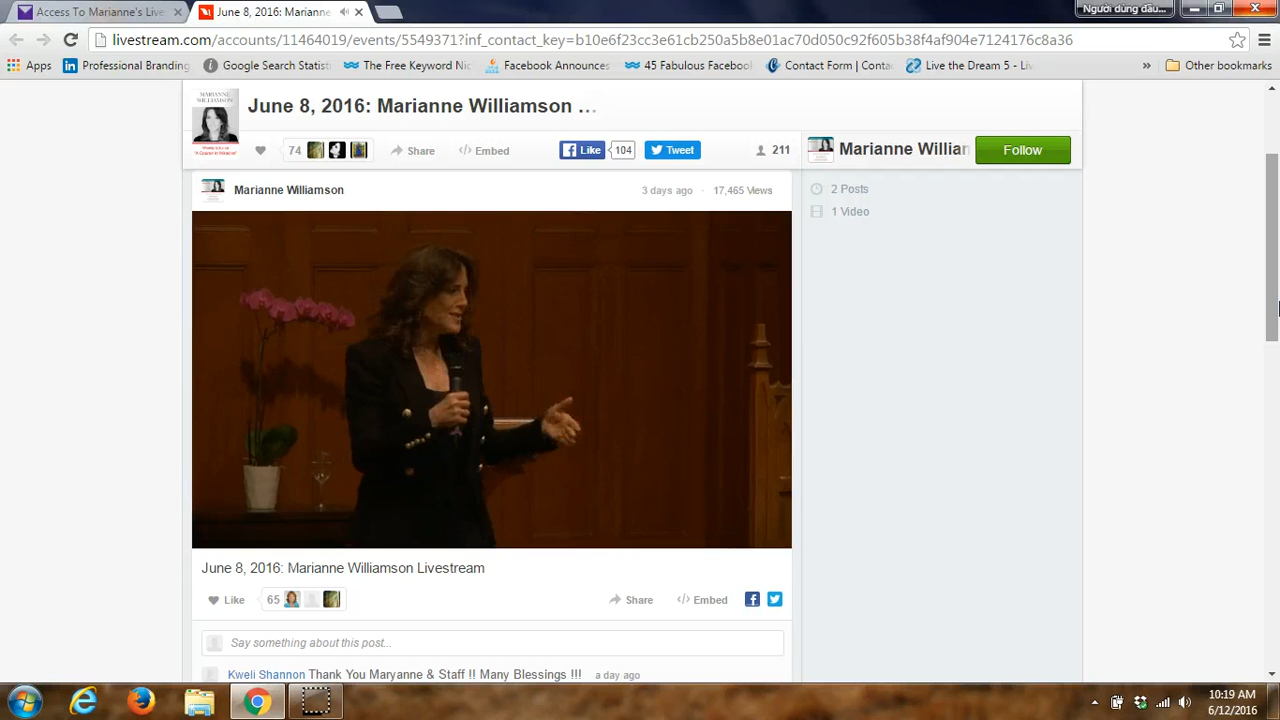 Access To Marianne's Live
June 8, 2016: Marianne
Người dùng đầu...
livestream.com/accounts/11464019/events/5549371?inf_contact_key=b10e6f23cc3e61cb250a5b8e01ac70d050c92f605b38f4af904e7124176c8a36
Apps
Professional Branding
Google Search Statist
The Free Keyword Nic
Facebook Announces
45 Fabulous Facebook
Contact Form | Conta
Live the Dream 5 - Liv
»
Other bookmarks
MARIANNE
WILLIAMSON
June 8, 2016: Marianne Williamson ...
74
Share
Embed
Like
104
Tweet
211
Marianne Willian
Follow
Marianne Williamson
3 days ago · 17,465 Views
2 Posts
1 Video
June 8, 2016: Marianne Williamson Livestream
Like
65
Share
Embed
Say something about this post...
Kweli Shannon Thank You Maryanne & Staff !! Many Blessings !!! a day ago
10:19 AM
6/12/2016